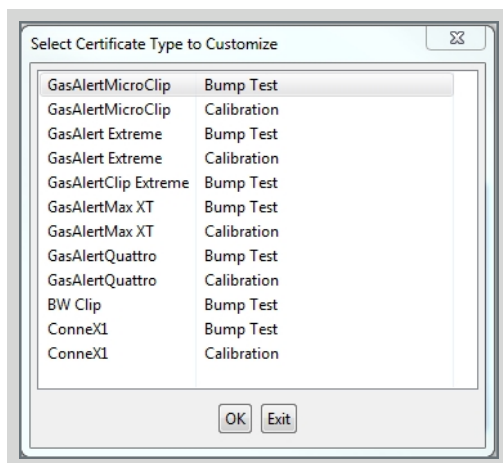 Select Certificate Type to Customize
GasAlertMicroClip Bump Test
GasAlertMicroClip Calibration
GasAlert Extreme Bump Test
GasAlert Extreme Calibration
GasAlertClip Extreme Bump Test
GasAlertMax XT Bump Test
GasAlertMax XT Calibration
GasAlertQuattro Bump Test
GasAlertQuattro Calibration
BW Clip Bump Test
ConneX1 Bump Test
ConneX1 Calibration
OK Exit